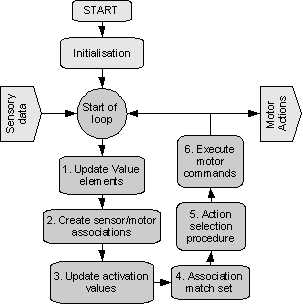 START
Initialisation
Sensory
data
Start of
loop
Motor
Actions
1. Update Value
elements
2. Create sensor/motor
associations
3. Update activation
values
4. Association
match set
5. Action
selection
procedure
6. Execute
motor
commands